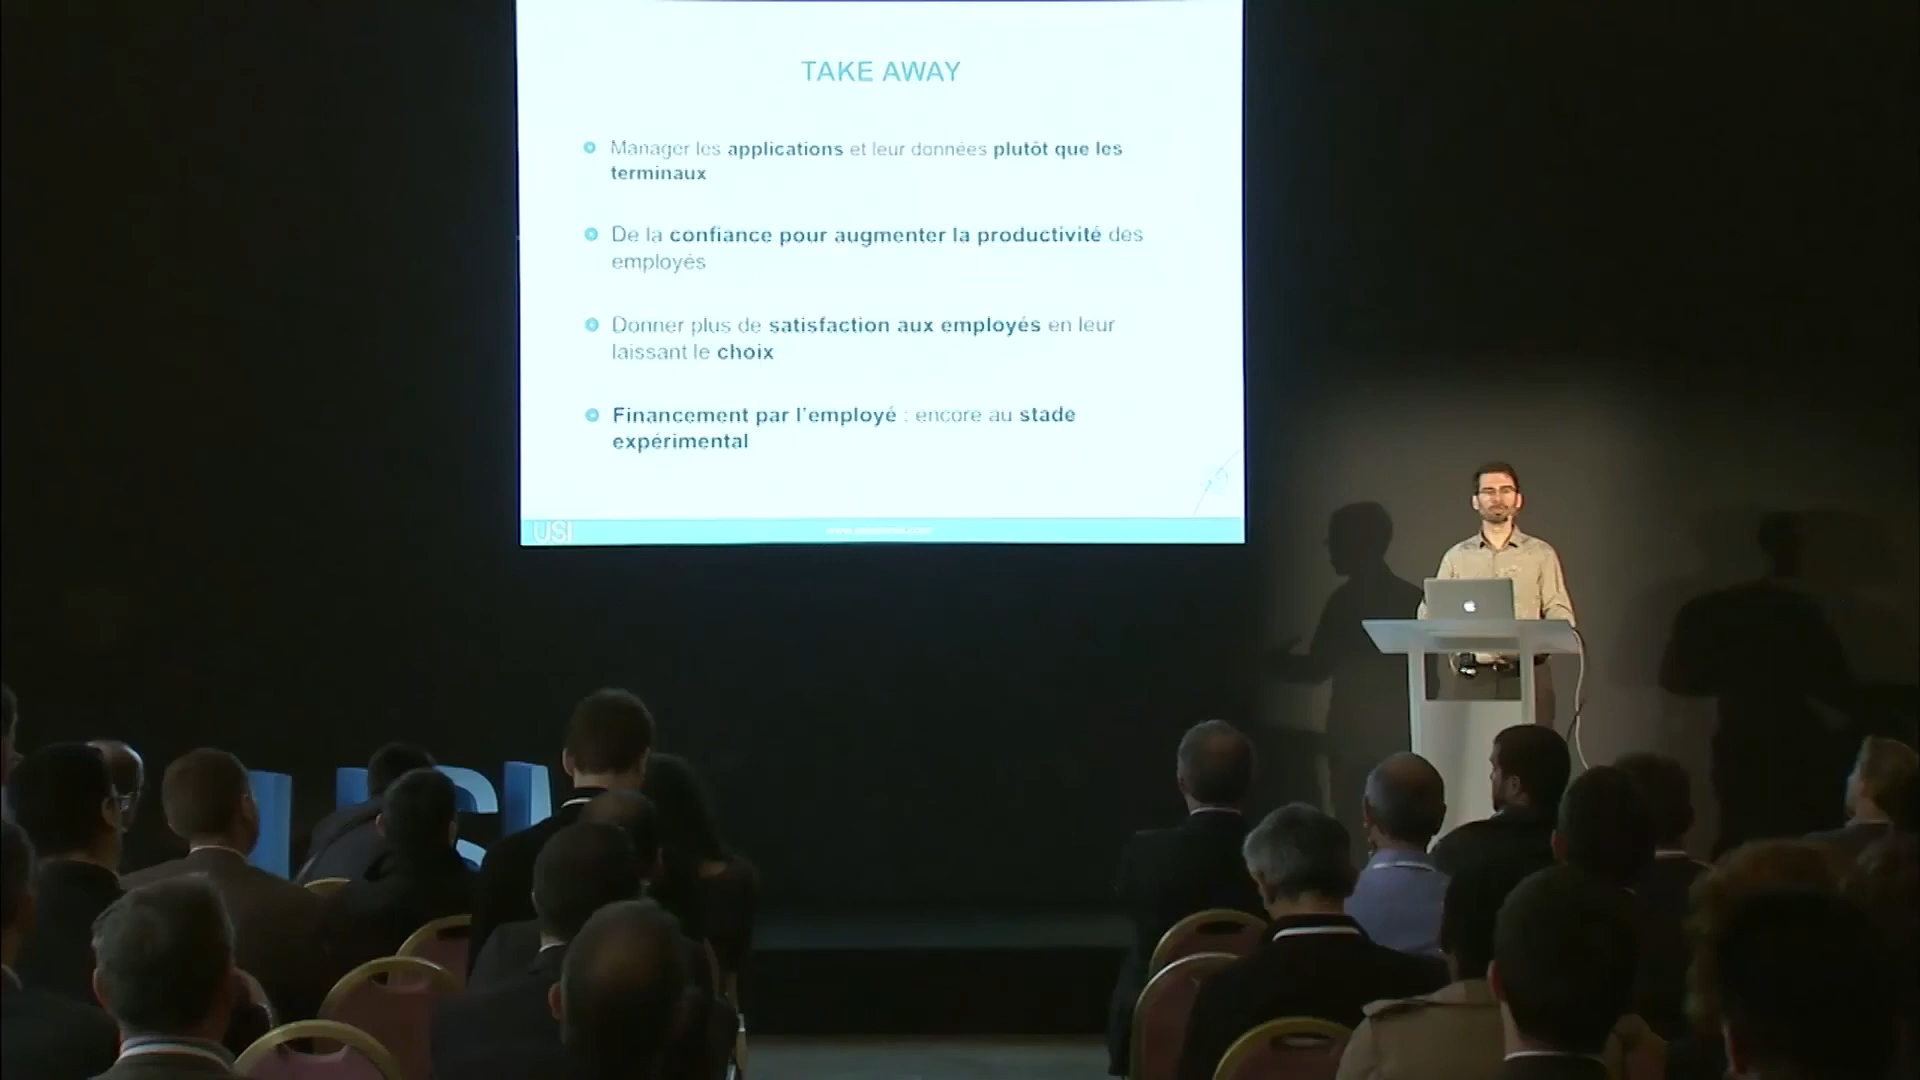 TAKE AWAY
Manager les applications et leur données plutôt que les
terminaux
De la confiance pour augmenter la productivité des
employés
Donner plus de satisfaction aux employés en leur
laissant le choix
Financement par l'employé : encore au stade
expérimental
USI
USI